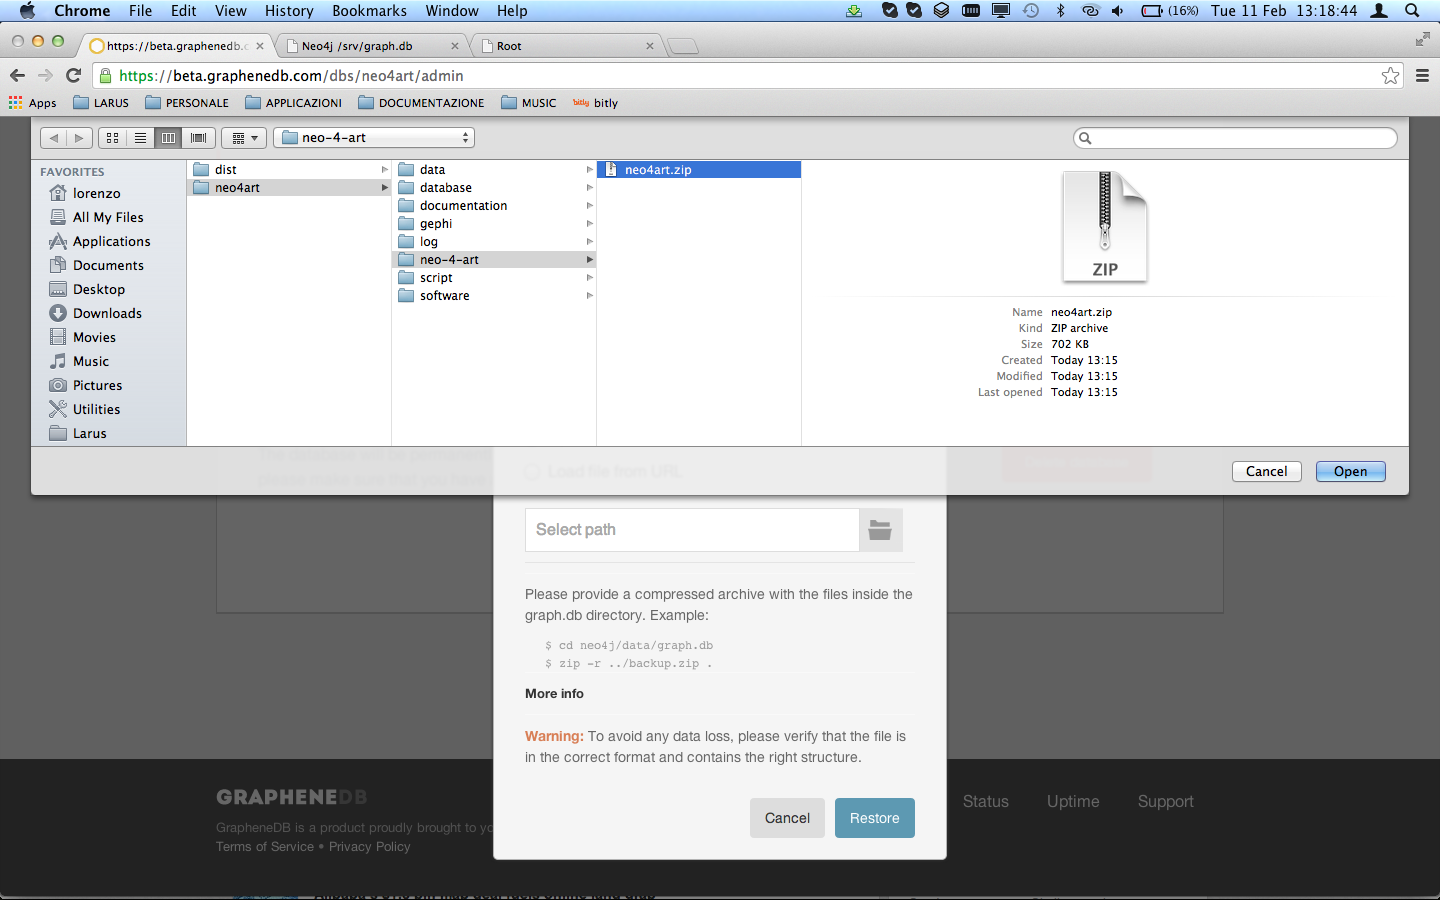 Chrome File Edit View History Bookmarks Window Help (16%) Tue 11 Feb 13:18:44
https://beta.graphenedb.c Neo4j /srv/graph.db Root
https://beta.graphenedb.com/dbs/neo4art/admin
Apps LARUS PERSONALE APPLICAZIONI DOCUMENTAZIONE MUSIC bitly bitly
neo-4-art
FAVORITES
lorenzo
All My Files
Applications
Documents
Desktop
Downloads
Movies
Music
Pictures
Utilities
Larus
dist
neo4art
data
database
documentation
gephi
log
neo-4-art
script
software
neo4art.zip
ZIP
Name neo4art.zip
Kind ZIP archive
Size 702 KB
Created Today 13:15
Modified Today 13:15
Last opened Today 13:15
Cancel Open
Load file from URL
Select path
Please provide a compressed archive with the files inside the
graph.db directory. Example:
$ cd neo4j/data/graph.db
$ zip -r ../backup.zip .
More info
Warning: To avoid any data loss, please verify that the file is
in the correct format and contains the right structure.
Cancel Restore
GRAPHENEDB
GrapheneDB is a product proudly brought to yo
Terms of Service • Privacy Policy
Status Uptime Support